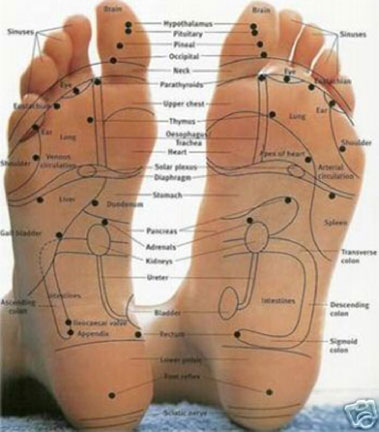 Brain
Brain
Hypothalamus
Pituitary
Sinuses
Sinuses
Pineal
Occipital
Neck
Eye
Eye
Parathyroids
Eustachian
Eustachian
Upper chest
Ear
Ear
Thymus
Lung
Lung
Oesophagus/
Trachea
Shoulder
Shoulder
Heart
Venous
circulation
Apex of heart
Arterial
circulation
Solar plexus
Diaphragm
Stomach
Liver
Duodenum
Spleen
Gall bladder
Pancreas
Adrenals
Kidneys
Transverse
colon
Ureter
Ascending
colon
Intestines
Intestines
Descending
colon
Bladder
Ileocaecal valve
Appendix
Rectum
Sigmoid
colon
Lower pelvis
Sciatic nerve